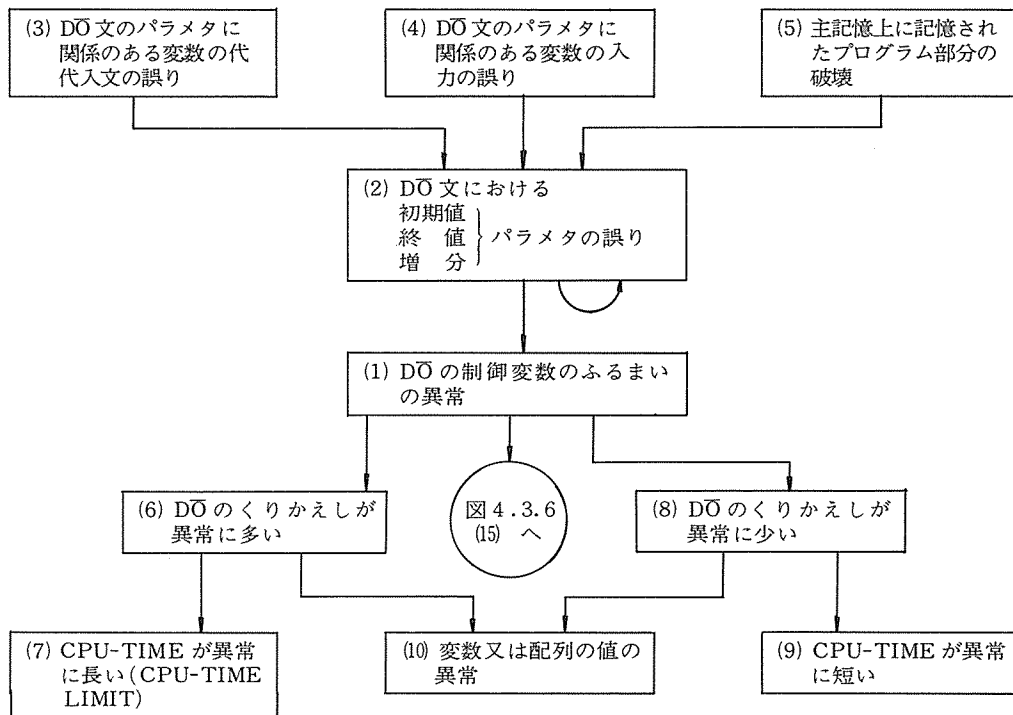 (3) DŌ文のパラメタに
関係のある変数の代
代入文の誤り
(4) DŌ文のパラメタに
関係のある変数の入
力の誤り
(5) 主記憶上に記憶され
たプログラム部分の
破壊
(2) DŌ文における
初期値
終 値
増 分
パラメタの誤り
(1) DŌの制御変数のふるまい
の異常
(6) DŌのくりかえしが
異常に多い
図4.3.6
(15) へ
(8) DŌのくりかえしが
異常に少い
(7) CPU-TIMEが異常
に長い(CPU-TIME
LIMIT)
(10) 変数又は配列の値の
異常
(9) CPU-TIMEが異常
に短い